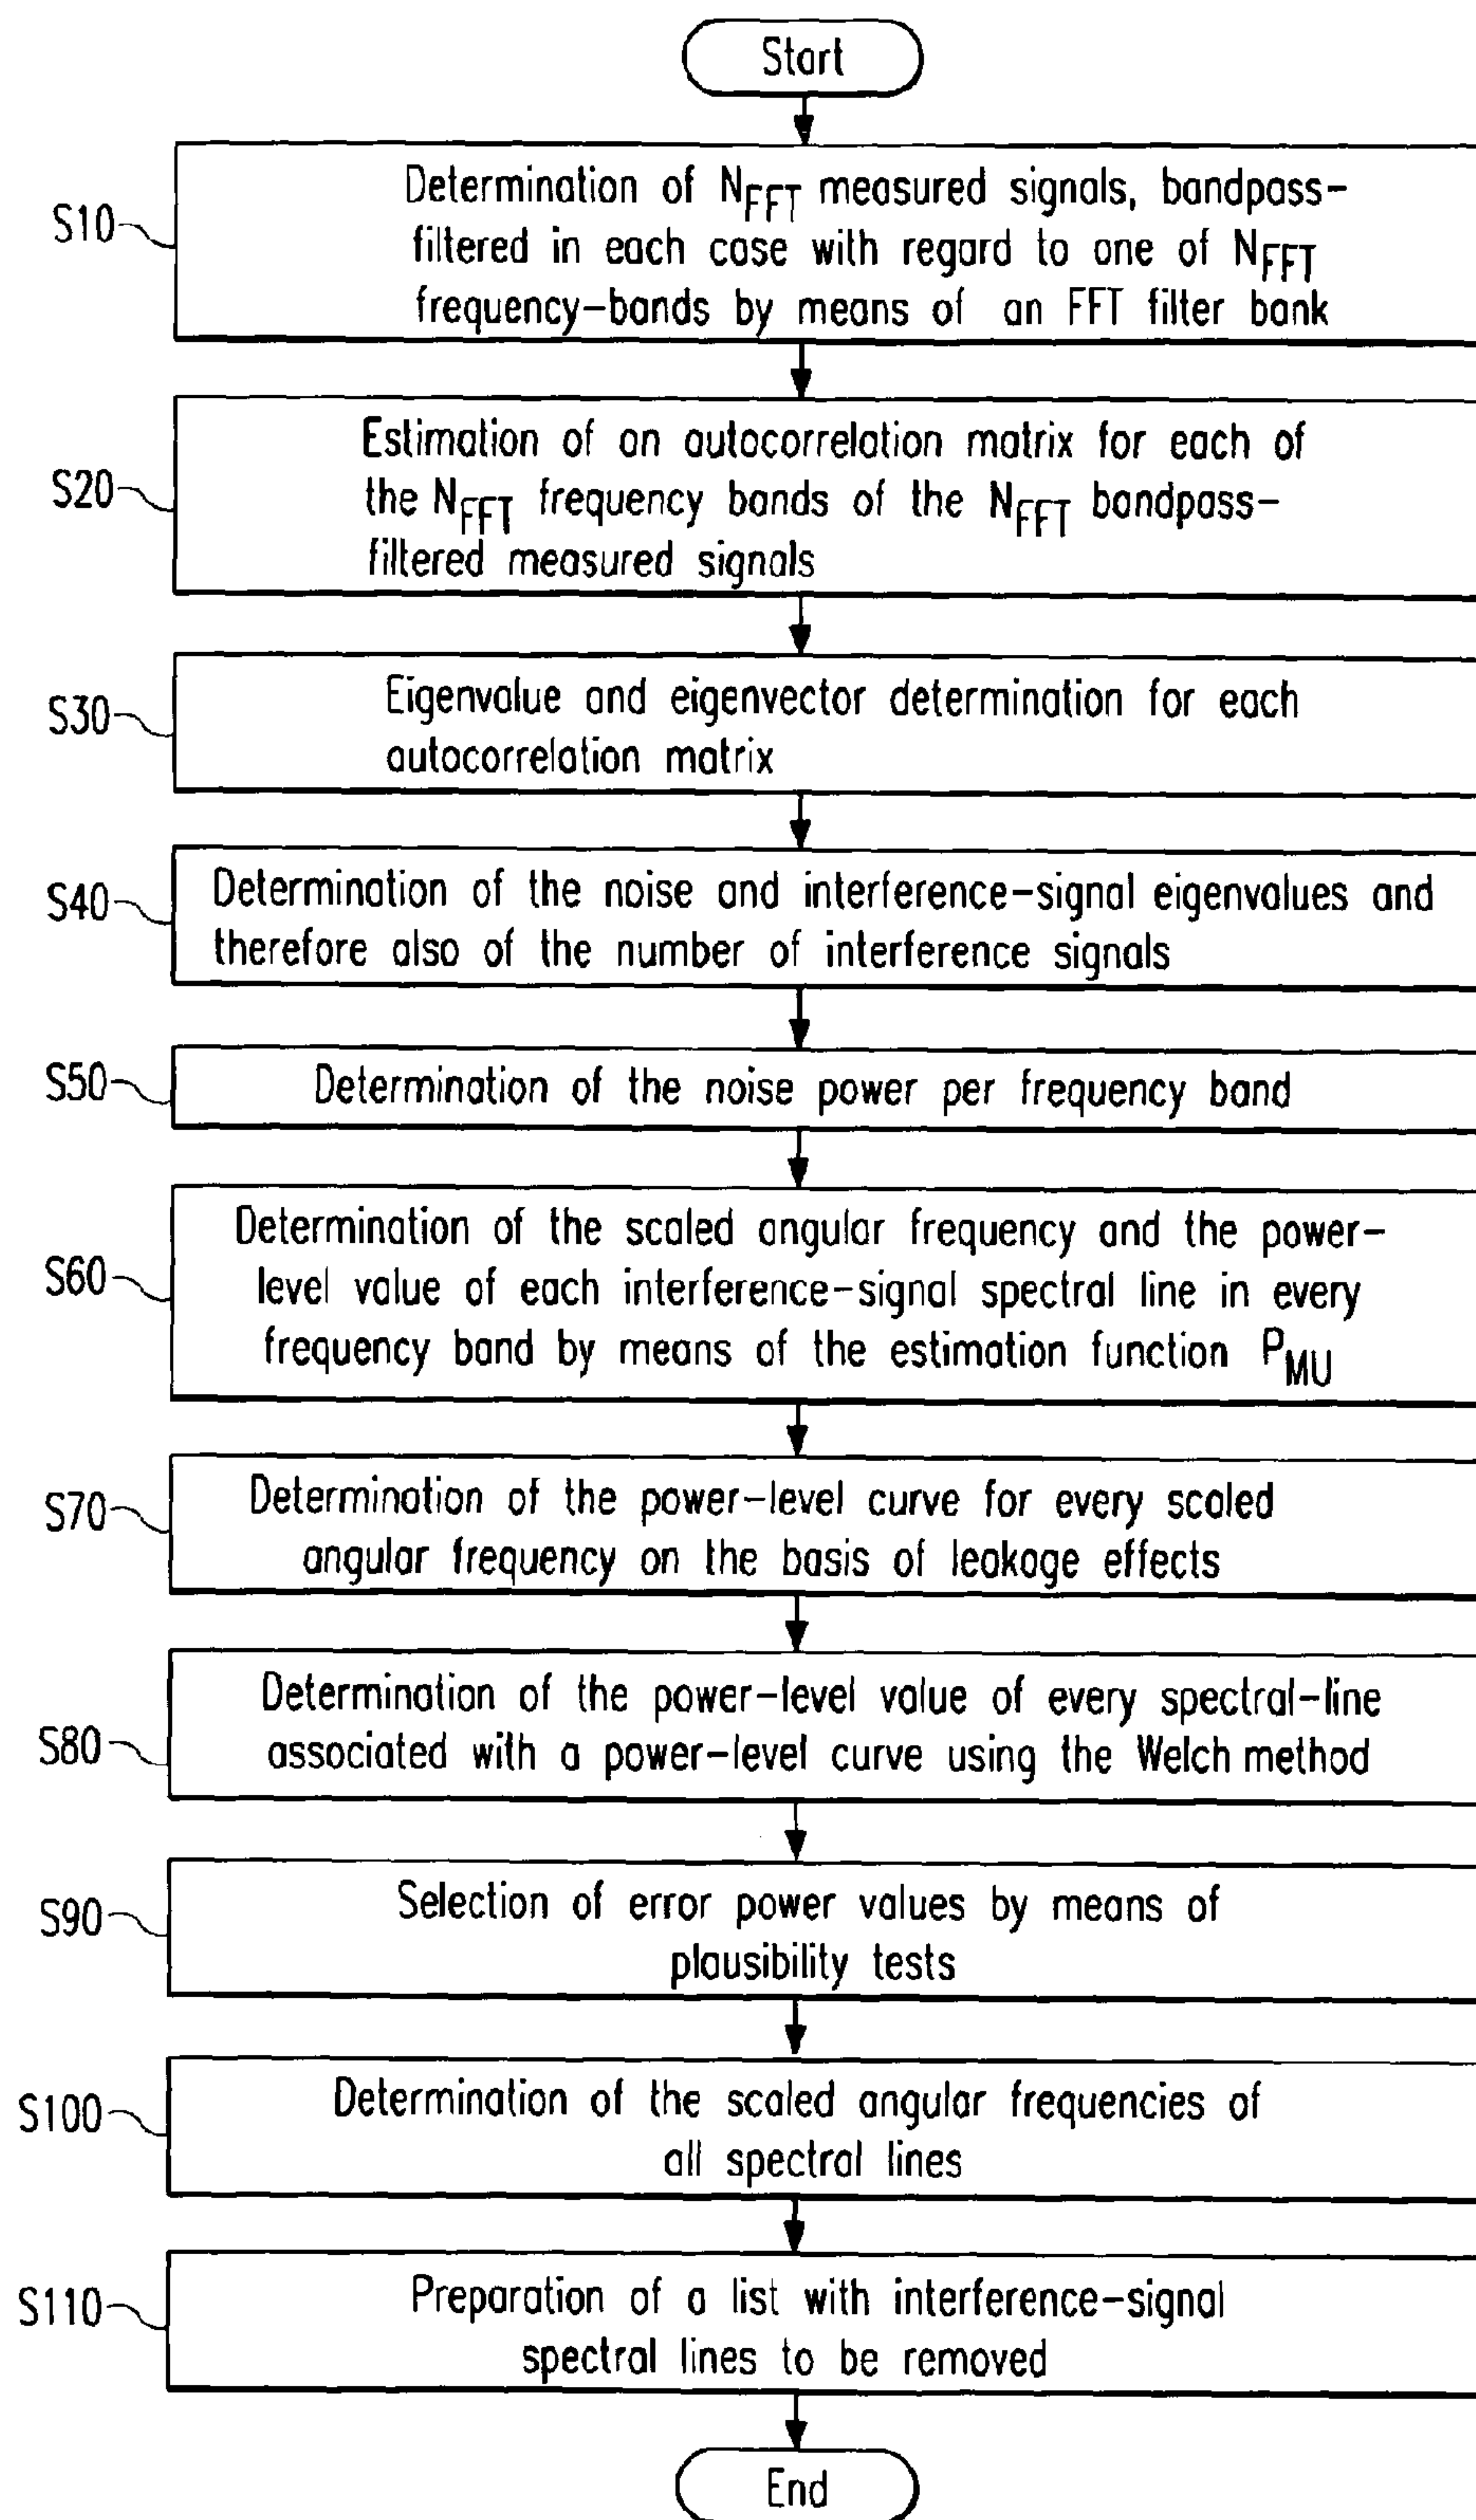 Start
S10
Determination of NFFT measured signals, bandpass-
filtered in each case with regard to one of NFFT
frequency-bands by means of an FFT filter bank
S20
Estimation of an autocorrelation matrix for each of
the NFFT frequency bands of the NFFT bandpass-
filtered measured signals
S30
Eigenvalue and eigenvector determination for each
autocorrelation matrix
S40
Determination of the noise and interference-signal eigenvalues and
therefore also of the number of interference signals
S50
Determination of the noise power per frequency band
S60
Determination of the scaled angular frequency and the power-
level value of each interference-signal spectral line in every
frequency band by means of the estimation function PMU
S70
Determination of the power-level curve for every scaled
angular frequency on the basis of leakage effects
S80
Determination of the power-level value of every spectral-line
associated with a power-level curve using the Welch method
S90
Selection of error power values by means of
plausibility tests
S100
Determination of the scaled angular frequencies of
all spectral lines
S110
Preparation of a list with interference-signal
spectral lines to be removed
End